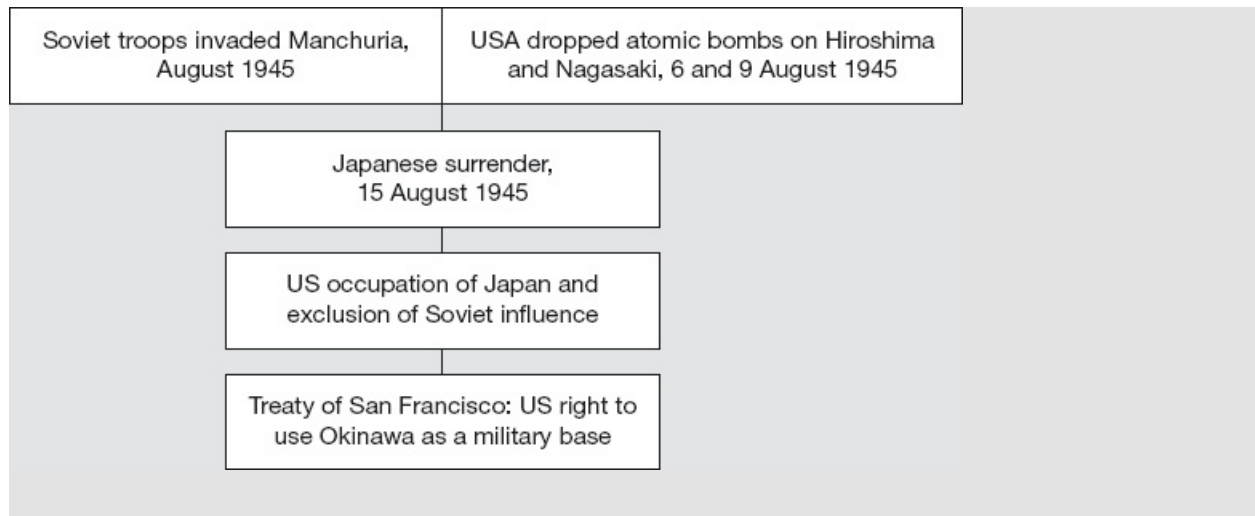 Soviet troops invaded Manchuria,
August 1945
USA dropped atomic bombs on Hiroshima
and Nagasaki, 6 and 9 August 1945
Japanese surrender,
15 August 1945
US occupation of Japan and
exclusion of Soviet influence
Treaty of San Francisco: US right to
use Okinawa as a military base